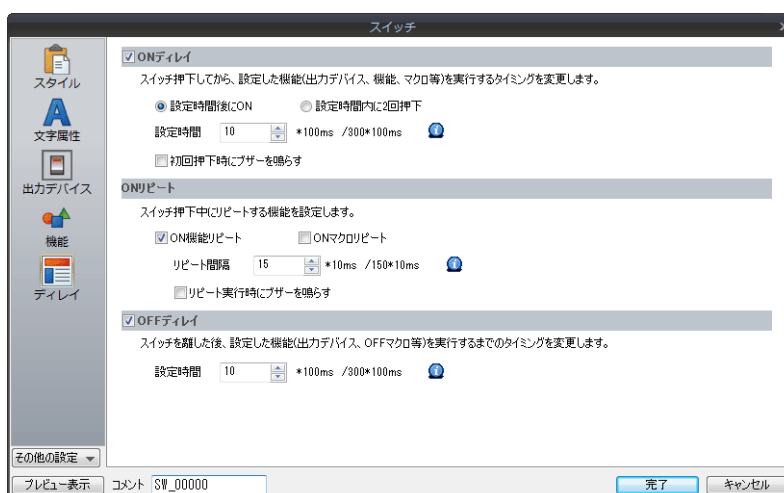 スイッチ
スタイル
文字属性
出力デバイス
機能
ディレイ
その他の設定
ONディレイ
スイッチ押下してから、設定した機能(出力デバイス、機能、マクロ等)を実行するタイミングを変更します。
設定時間後にON 設定時間内に2回押下
設定時間 10 *100ms /300*100ms
初回押下時にブザーを鳴らす
ONリピート
スイッチ押下中にリピートする機能を設定します。
ON機能リピート ONマクロリピート
リピート間隔 15 *10ms /150*10ms
リピート実行時にブザーを鳴らす
OFFディレイ
スイッチを離した後、設定した機能(出力デバイス、OFFマクロ等)を実行するまでのタイミングを変更します。
設定時間 10 *100ms /300*100ms
プレビュー表示 コメント SW_00000 完了 キャンセル